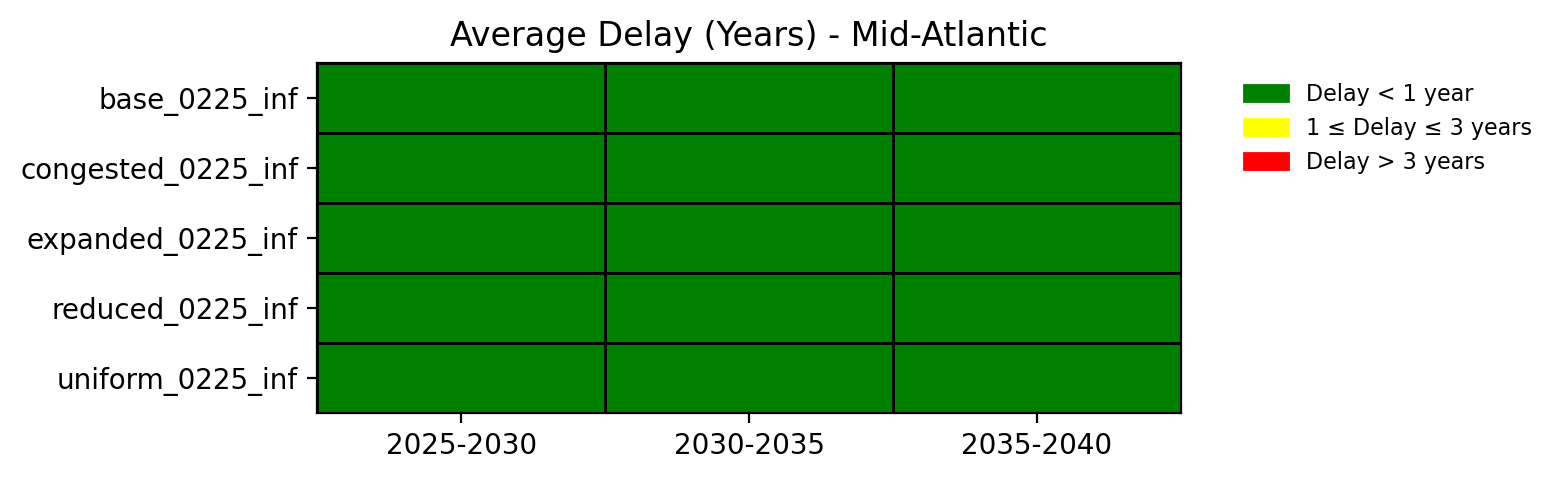 Average Delay (Years) - Mid-Atlantic
base_0225_inf
congested_0225_inf
expanded_0225_inf
reduced_0225_inf
uniform_0225_inf
2025-2030 2030-2035 2035-2040
Delay < 1 year
1 ≤ Delay ≤ 3 years
Delay > 3 years